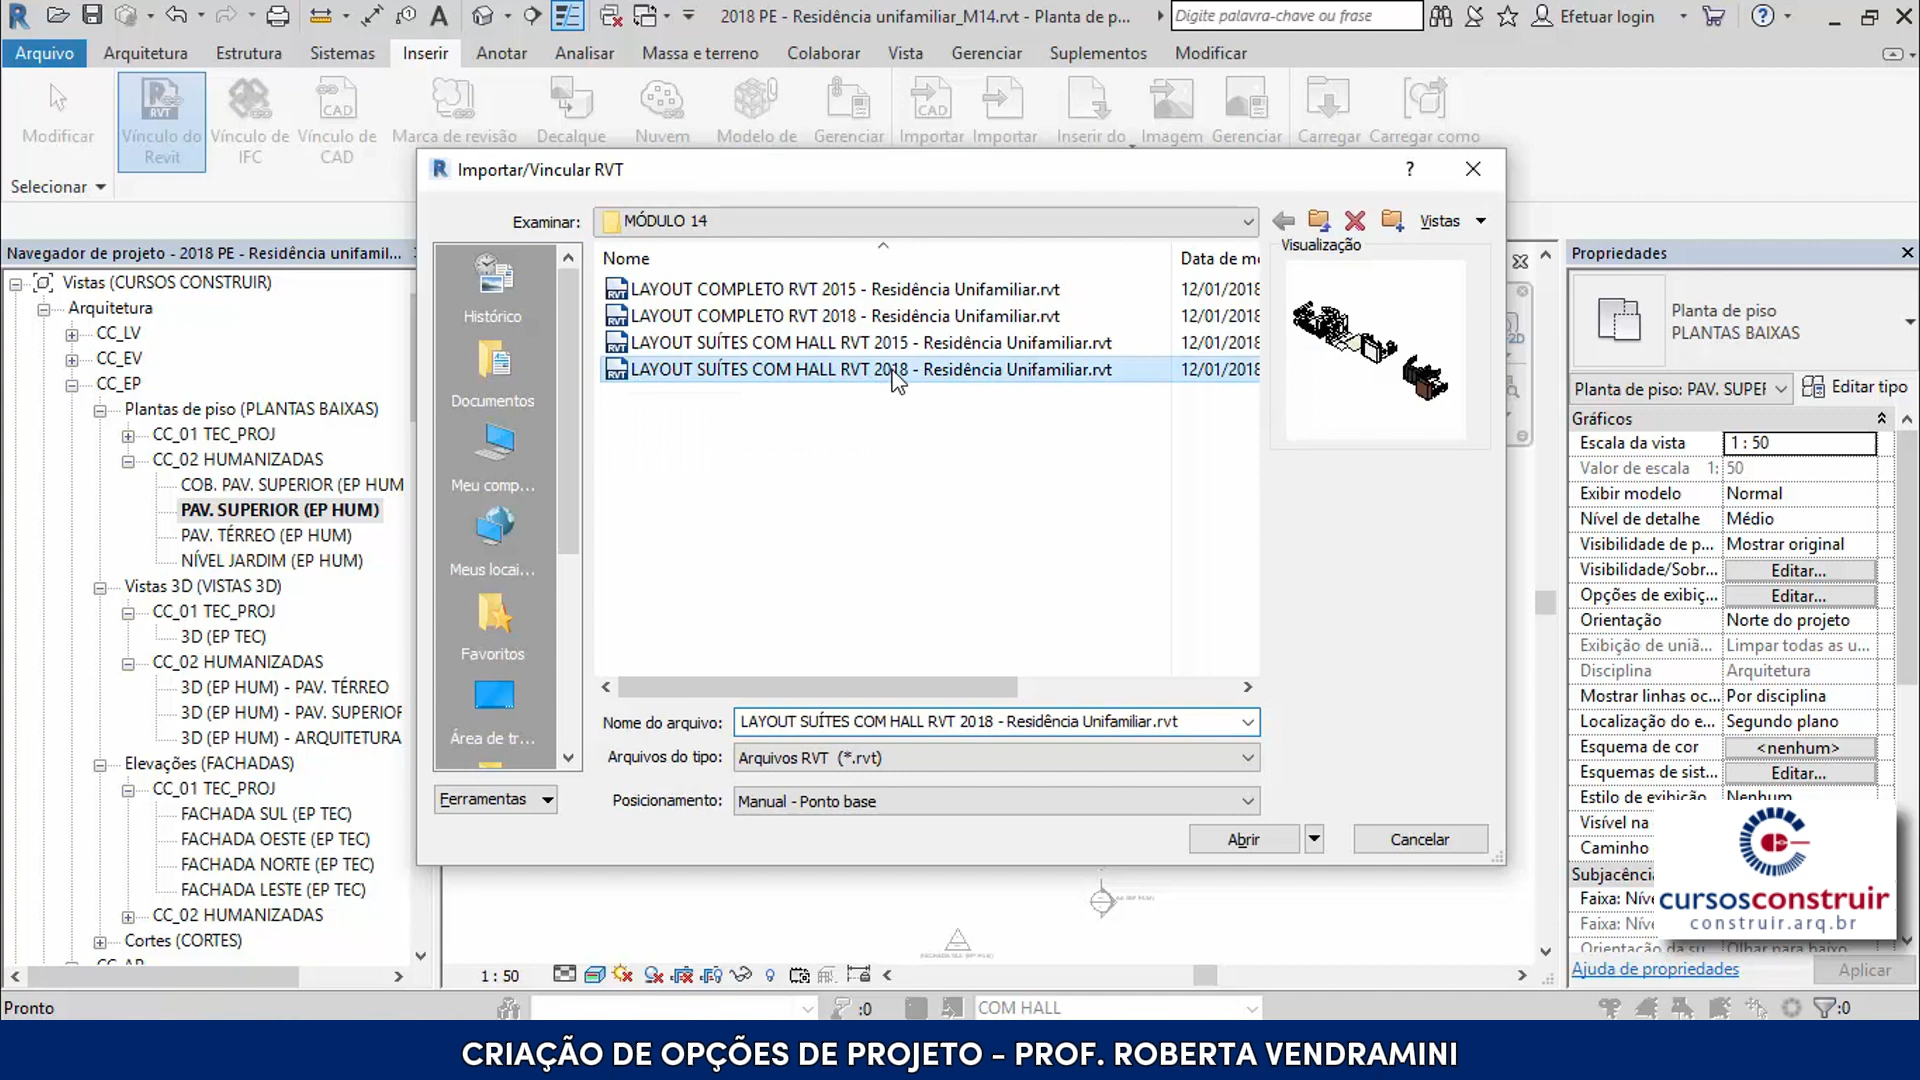 2018 PE - Residência unifamiliar_M14.rvt - Planta de p...
Digite palavra-chave ou frase
Efetuar login
Arquivo Arquitetura Estrutura Sistemas Inserir Anotar Analisar Massa e terreno Colaborar Vista Gerenciar Suplementos Modificar
Modificar
Vínculo do Revit
Vínculo de IFC
Vínculo de CAD
Marca de revisão
Decalque
Nuvem
Modelo de
Gerenciar
Importar
Importar
Inserir do
Imagem
Gerenciar
Carregar
Carregar como
Selecionar
Navegador de projeto - 2018 PE - Residência unifamil...
Vistas (CURSOS CONSTRUIR)
Arquitetura
CC_LV
CC_EV
CC_EP
Plantas de piso (PLANTAS BAIXAS)
CC_01 TEC_PROJ
CC_02 HUMANIZADAS
COB. PAV. SUPERIOR (EP HUM
PAV. SUPERIOR (EP HUM)
PAV. TÉRREO (EP HUM)
NÍVEL JARDIM (EP HUM)
Vistas 3D (VISTAS 3D)
CC_01 TEC_PROJ
3D (EP TEC)
CC_02 HUMANIZADAS
3D (EP HUM) - PAV. TÉRREO
3D (EP HUM) - PAV. SUPERIOR
3D (EP HUM) - ARQUITETURA
Elevações (FACHADAS)
CC_01 TEC_PROJ
FACHADA SUL (EP TEC)
FACHADA OESTE (EP TEC)
FACHADA NORTE (EP TEC)
FACHADA LESTE (EP TEC)
CC_02 HUMANIZADAS
Cortes (CORTES)
Importar/Vincular RVT
Examinar: MÓDULO 14
Vistas
Visualização
Histórico
Documentos
Meu comp...
Meus locai...
Favoritos
Área de tr...
Nome Data de m
LAYOUT COMPLETO RVT 2015 - Residência Unifamiliar.rvt 12/01/2018
LAYOUT COMPLETO RVT 2018 - Residência Unifamiliar.rvt 12/01/2018
LAYOUT SUÍTES COM HALL RVT 2015 - Residência Unifamiliar.rvt 12/01/2018
LAYOUT SUÍTES COM HALL RVT 2018 - Residência Unifamiliar.rvt 12/01/2018
Nome do arquivo: LAYOUT SUÍTES COM HALL RVT 2018 - Residência Unifamiliar.rvt
Arquivos do tipo: Arquivos RVT (*.rvt)
Ferramentas
Posicionamento: Manual - Ponto base
Abrir
Cancelar
Propriedades
Planta de piso
PLANTAS BAIXAS
Planta de piso: PAV. SUPEF Editar tipo
Gráficos
Escala da vista 1 : 50
Valor de escala 1: 50
Exibir modelo Normal
Nível de detalhe Médio
Visibilidade de p... Mostrar original
Visibilidade/Sobr... Editar...
Opções de exibiç... Editar...
Orientação Norte do projeto
Exibição de uniã... Limpar todas as u...
Disciplina Arquitetura
Mostrar linhas oc... Por disciplina
Localização do e... Segundo plano
Esquema de cor <nenhum>
Esquemas de sist... Editar...
Estilo de exibição Nenhum
Visível na
Caminho
Subjacênci
Faixa: Níve
Faixa: Níve
cursosconstruir
construir.arq.br
Ajuda de propriedades
Aplicar
1 : 50
Pronto
:0
COM HALL
:0
CRIAÇÃO DE OPÇÕES DE PROJETO - PROF. ROBERTA VENDRAMINI